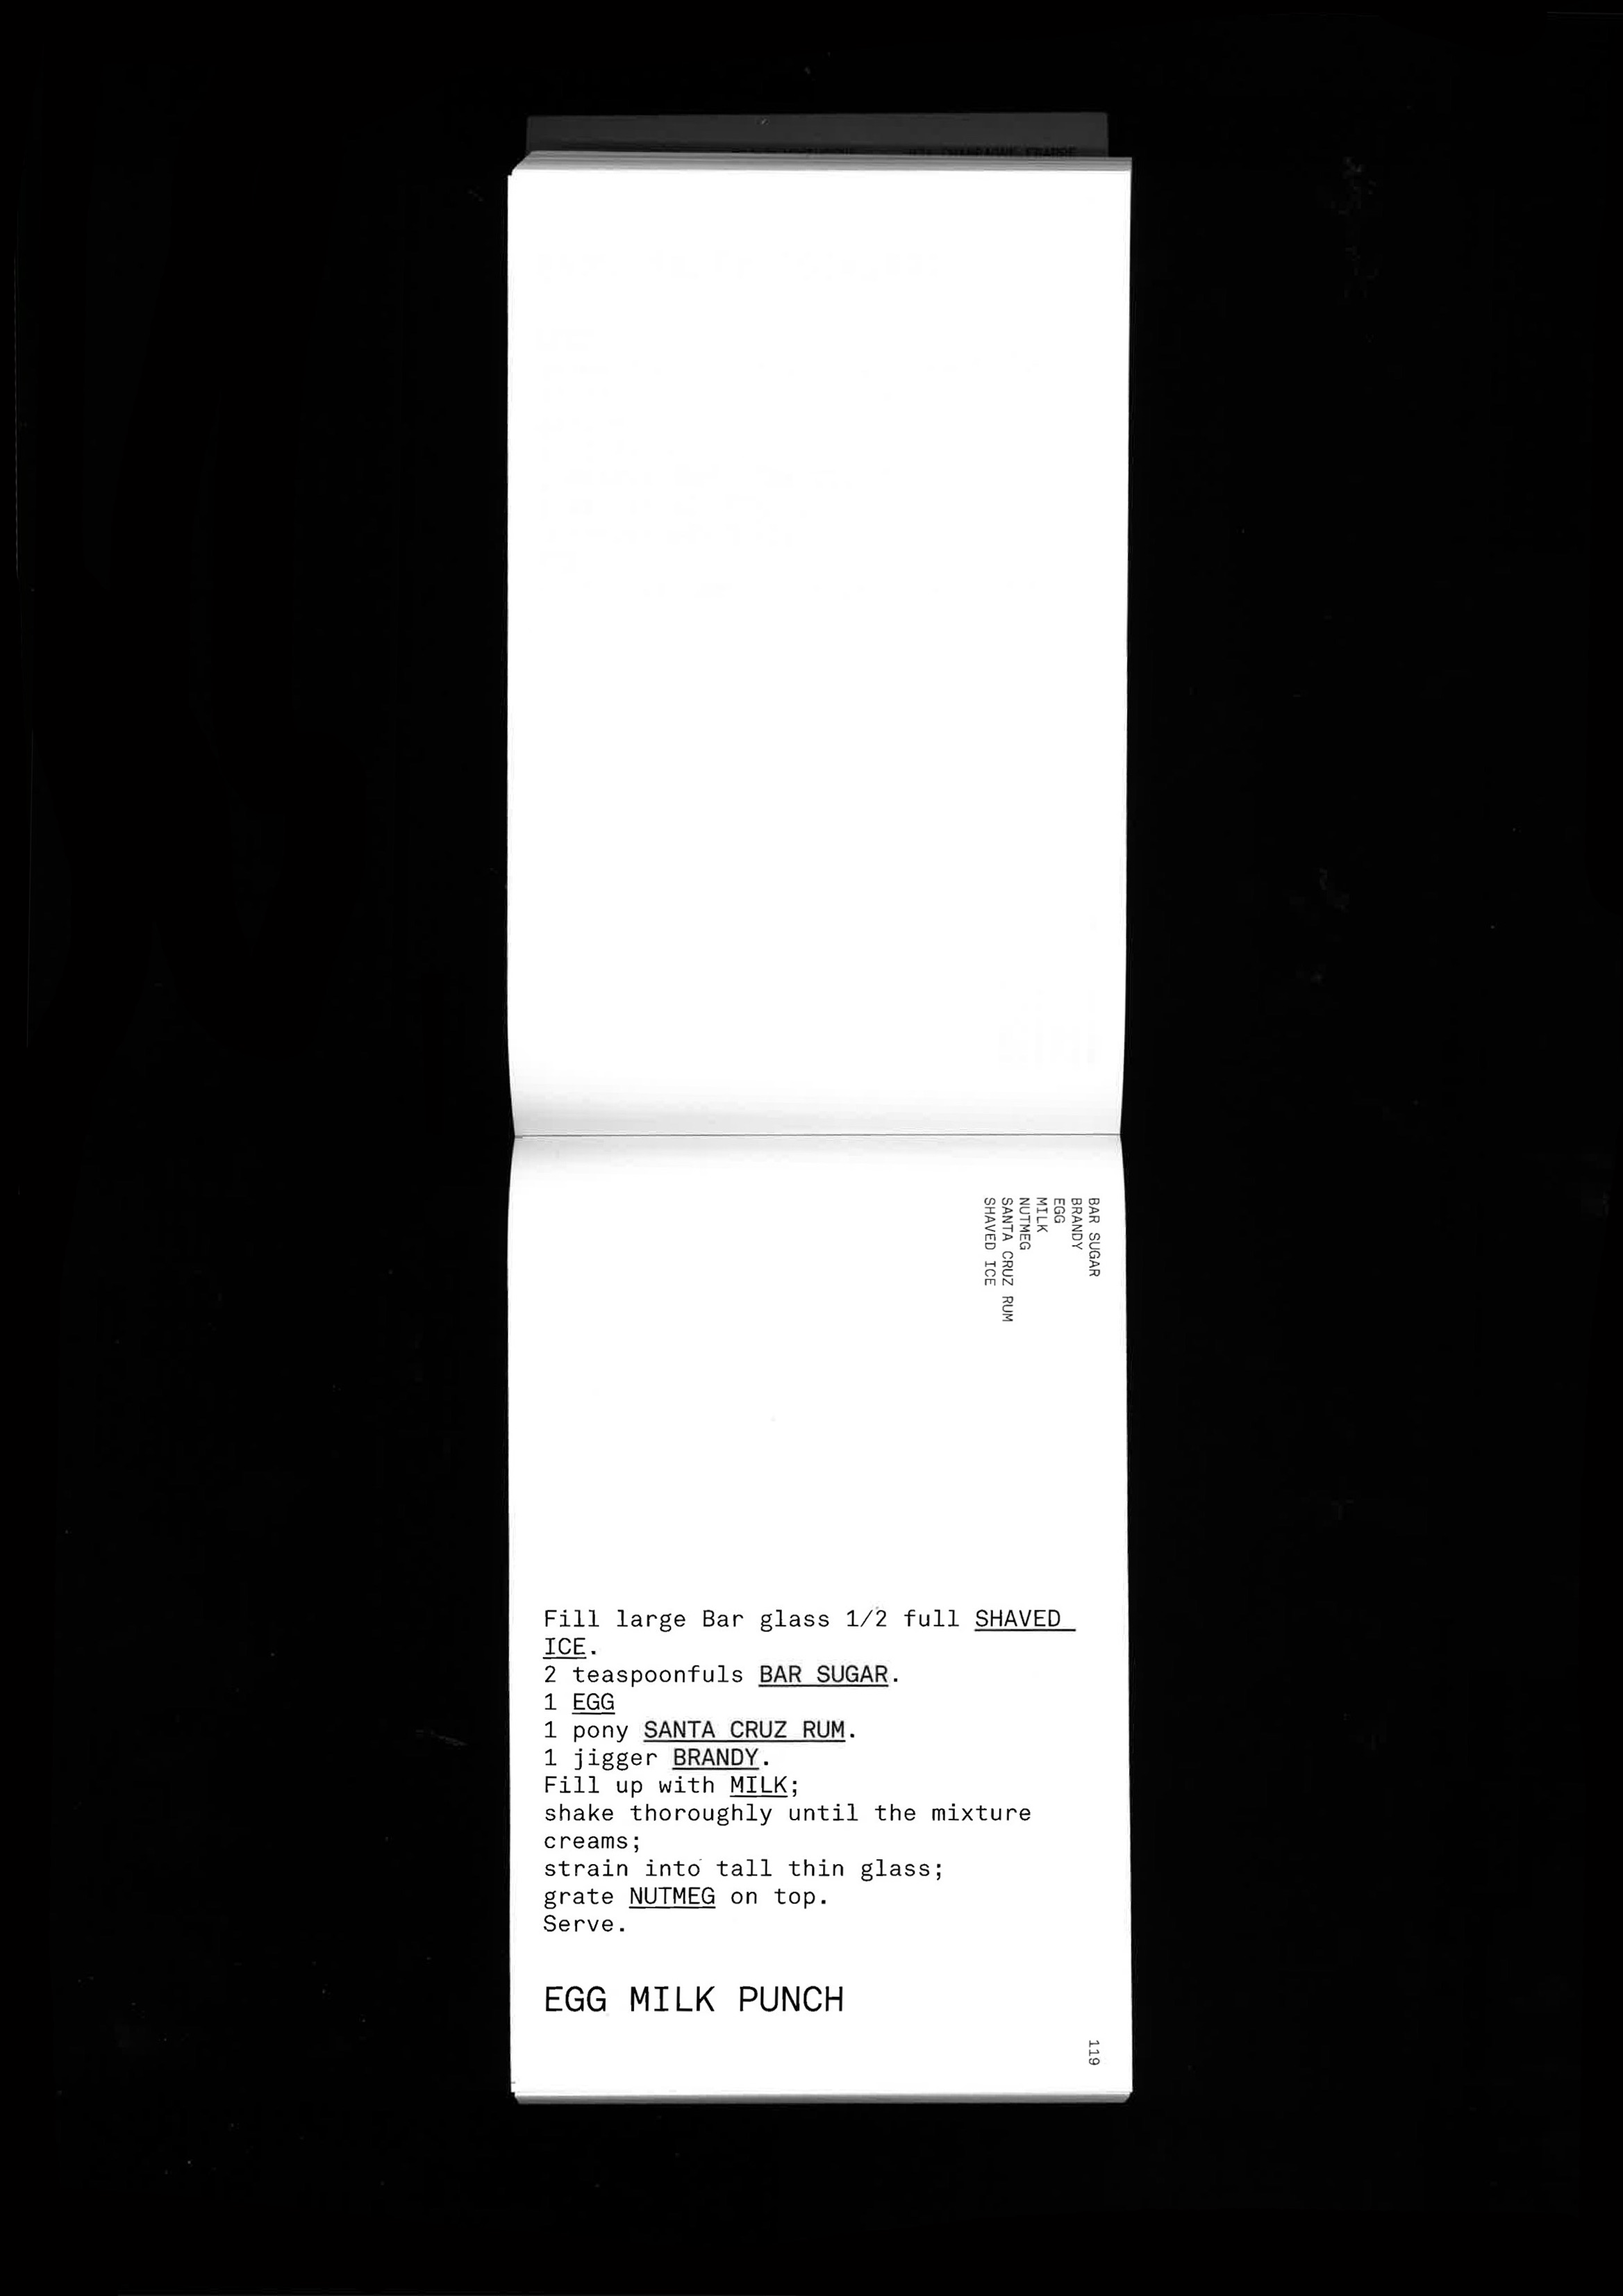 BAR SUGAR
BRANDY
EGG
MILK
NUTMEG
SANTA CRUZ RUM
SHAVED ICE
Fill large Bar glass 1/2 full SHAVED
ICE.
2 teaspoonfuls BAR SUGAR.
1 EGG
1 pony SANTA CRUZ RUM.
1 jigger BRANDY.
Fill up with MILK;
shake thoroughly until the mixture
creams;
strain into tall thin glass;
grate NUTMEG on top.
Serve.
EGG MILK PUNCH
119